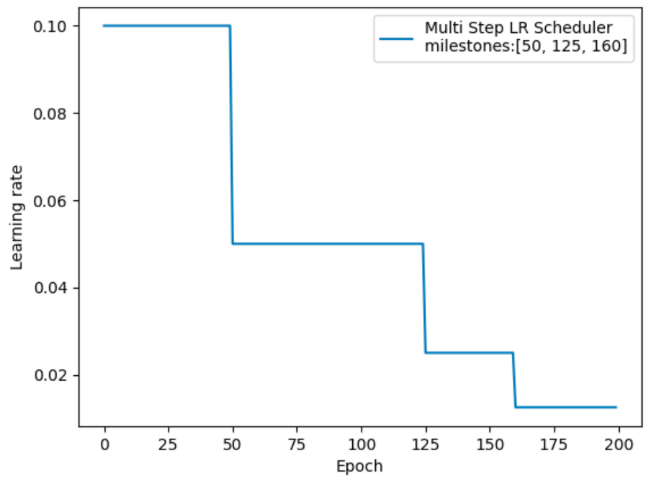 0.10
0.08
0.06
0.04
0.02
Learning rate
Multi Step LR Scheduler
milestones:[50, 125, 160]
0 25 50 75 100 125 150 175 200
Epoch